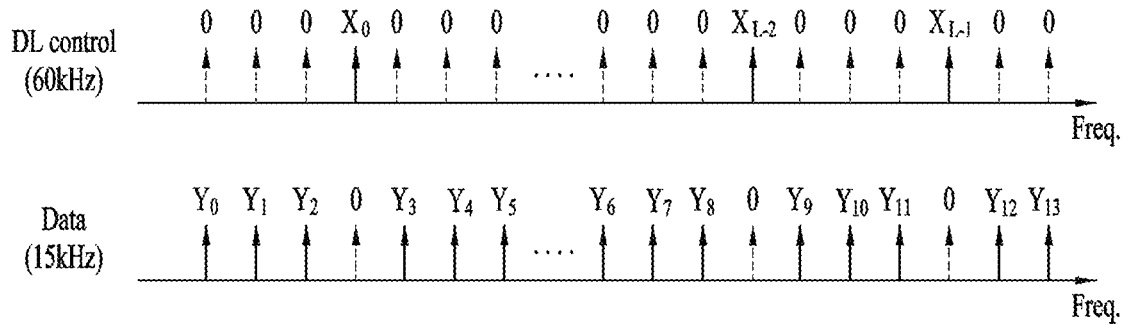 0 0 0 X0 0 0 0 0 0 0 XL-2 0 0 0 XL-1 0 0
DL control
(60kHz)
....
Freq.
Y0 Y1 Y2 0 Y3 Y4 Y5 Y6 Y7 Y8 0 Y9 Y10 Y11 0 Y12 Y13
Data
(15kHz)
....
Freq.